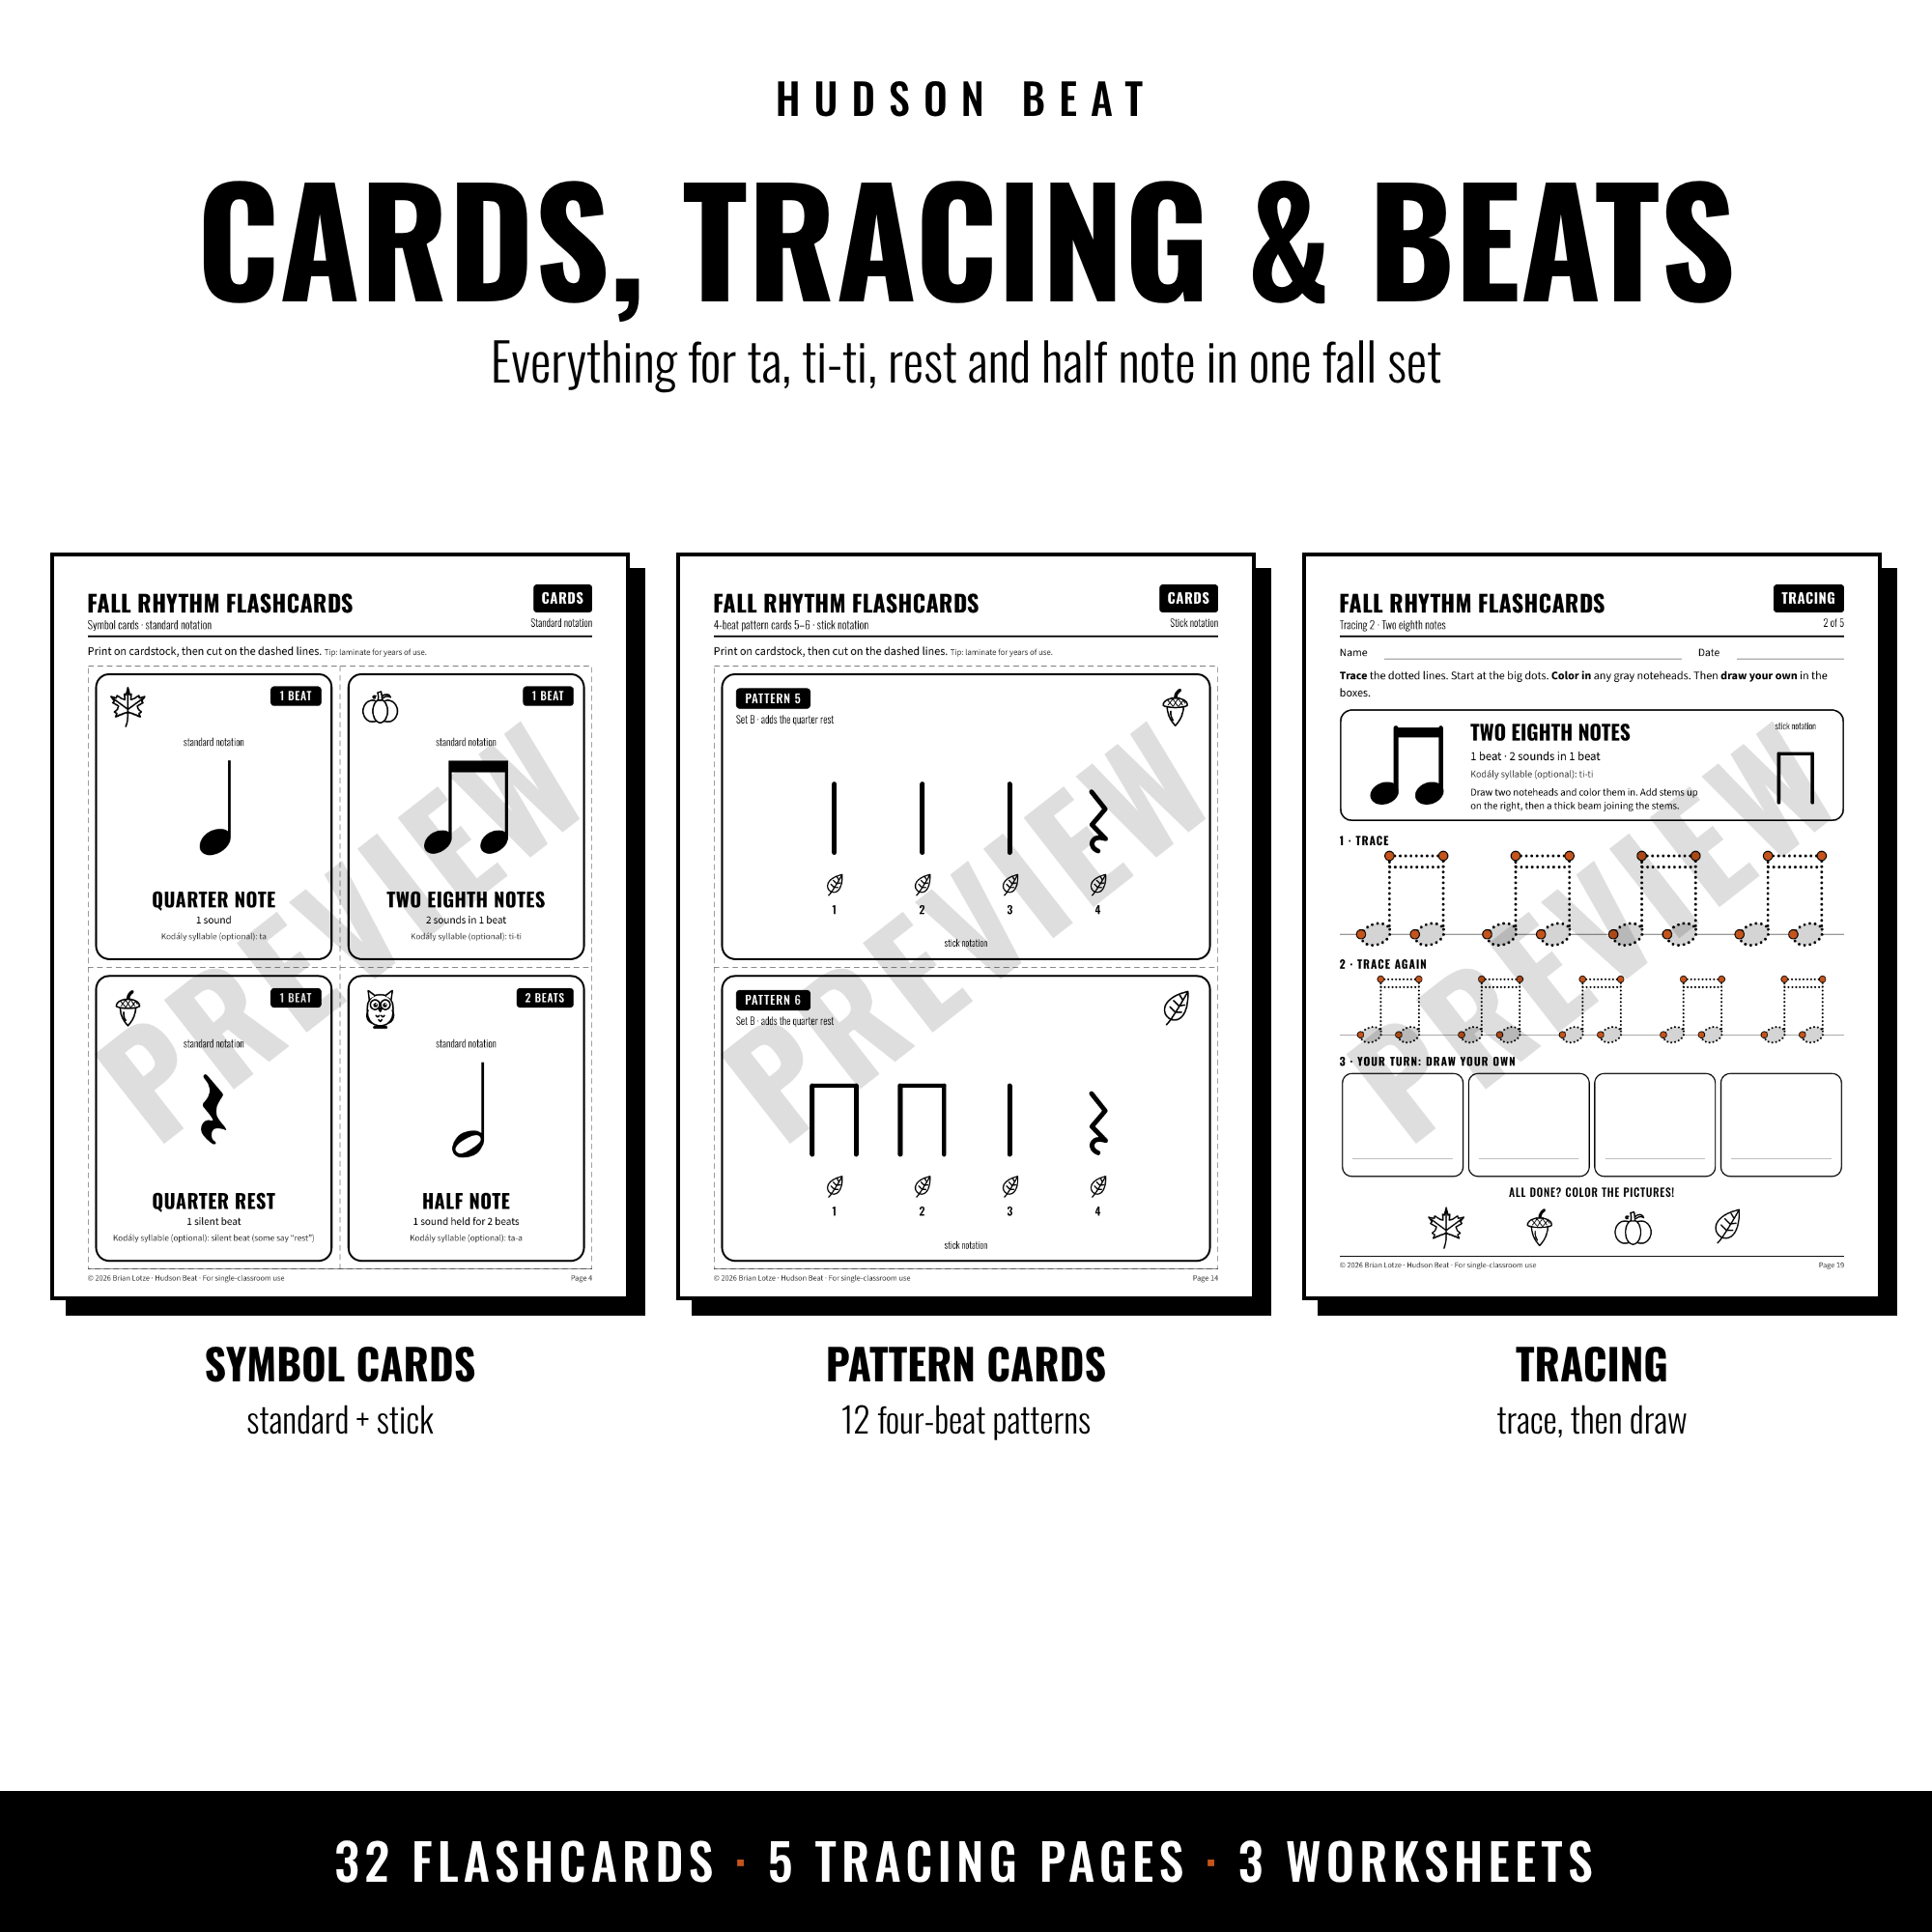 HUDSON BEAT
CARDS, TRACING & BEATS
Everything for ta, ti-ti, rest and half note in one fall set
FALL RHYTHM FLASHCARDS
CARDS
Symbol cards · standard notation
Standard notation
Print on cardstock, then cut on the dashed lines. Tip: laminate for years of use.
1 BEAT
standard notation
QUARTER NOTE
1 sound
Kodály syllable (optional): ta
1 BEAT
standard notation
TWO EIGHTH NOTES
2 sounds in 1 beat
Kodály syllable (optional): ti-ti
1 BEAT
standard notation
QUARTER REST
1 silent beat
Kodály syllable (optional): silent beat (some say “rest”)
2 BEATS
standard notation
HALF NOTE
1 sound held for 2 beats
Kodály syllable (optional): ta-a
PREVIEW
© 2026 Brian Lotze · Hudson Beat · For single-classroom use
Page 4
SYMBOL CARDS
standard + stick
FALL RHYTHM FLASHCARDS
CARDS
4-beat pattern cards 5–6 · stick notation
Stick notation
Print on cardstock, then cut on the dashed lines. Tip: laminate for years of use.
PATTERN 5
Set B · adds the quarter rest
1 2 3 4
stick notation
PATTERN 6
Set B · adds the quarter rest
1 2 3 4
stick notation
PREVIEW
© 2026 Brian Lotze · Hudson Beat · For single-classroom use
Page 14
PATTERN CARDS
12 four-beat patterns
FALL RHYTHM FLASHCARDS
TRACING
Tracing 2 · Two eighth notes
2 of 5
Name
Date
Trace the dotted lines. Start at the big dots. Color in any gray noteheads. Then draw your own in the
boxes.
TWO EIGHTH NOTES
1 beat · 2 sounds in 1 beat
Kodály syllable (optional): ti-ti
Draw two noteheads and color them in. Add stems up
on the right, then a thick beam joining the stems.
stick notation
1 · TRACE
2 · TRACE AGAIN
3 · YOUR TURN: DRAW YOUR OWN
ALL DONE? COLOR THE PICTURES!
PREVIEW
© 2026 Brian Lotze · Hudson Beat · For single-classroom use
Page 19
TRACING
trace, then draw
32 FLASHCARDS · 5 TRACING PAGES · 3 WORKSHEETS